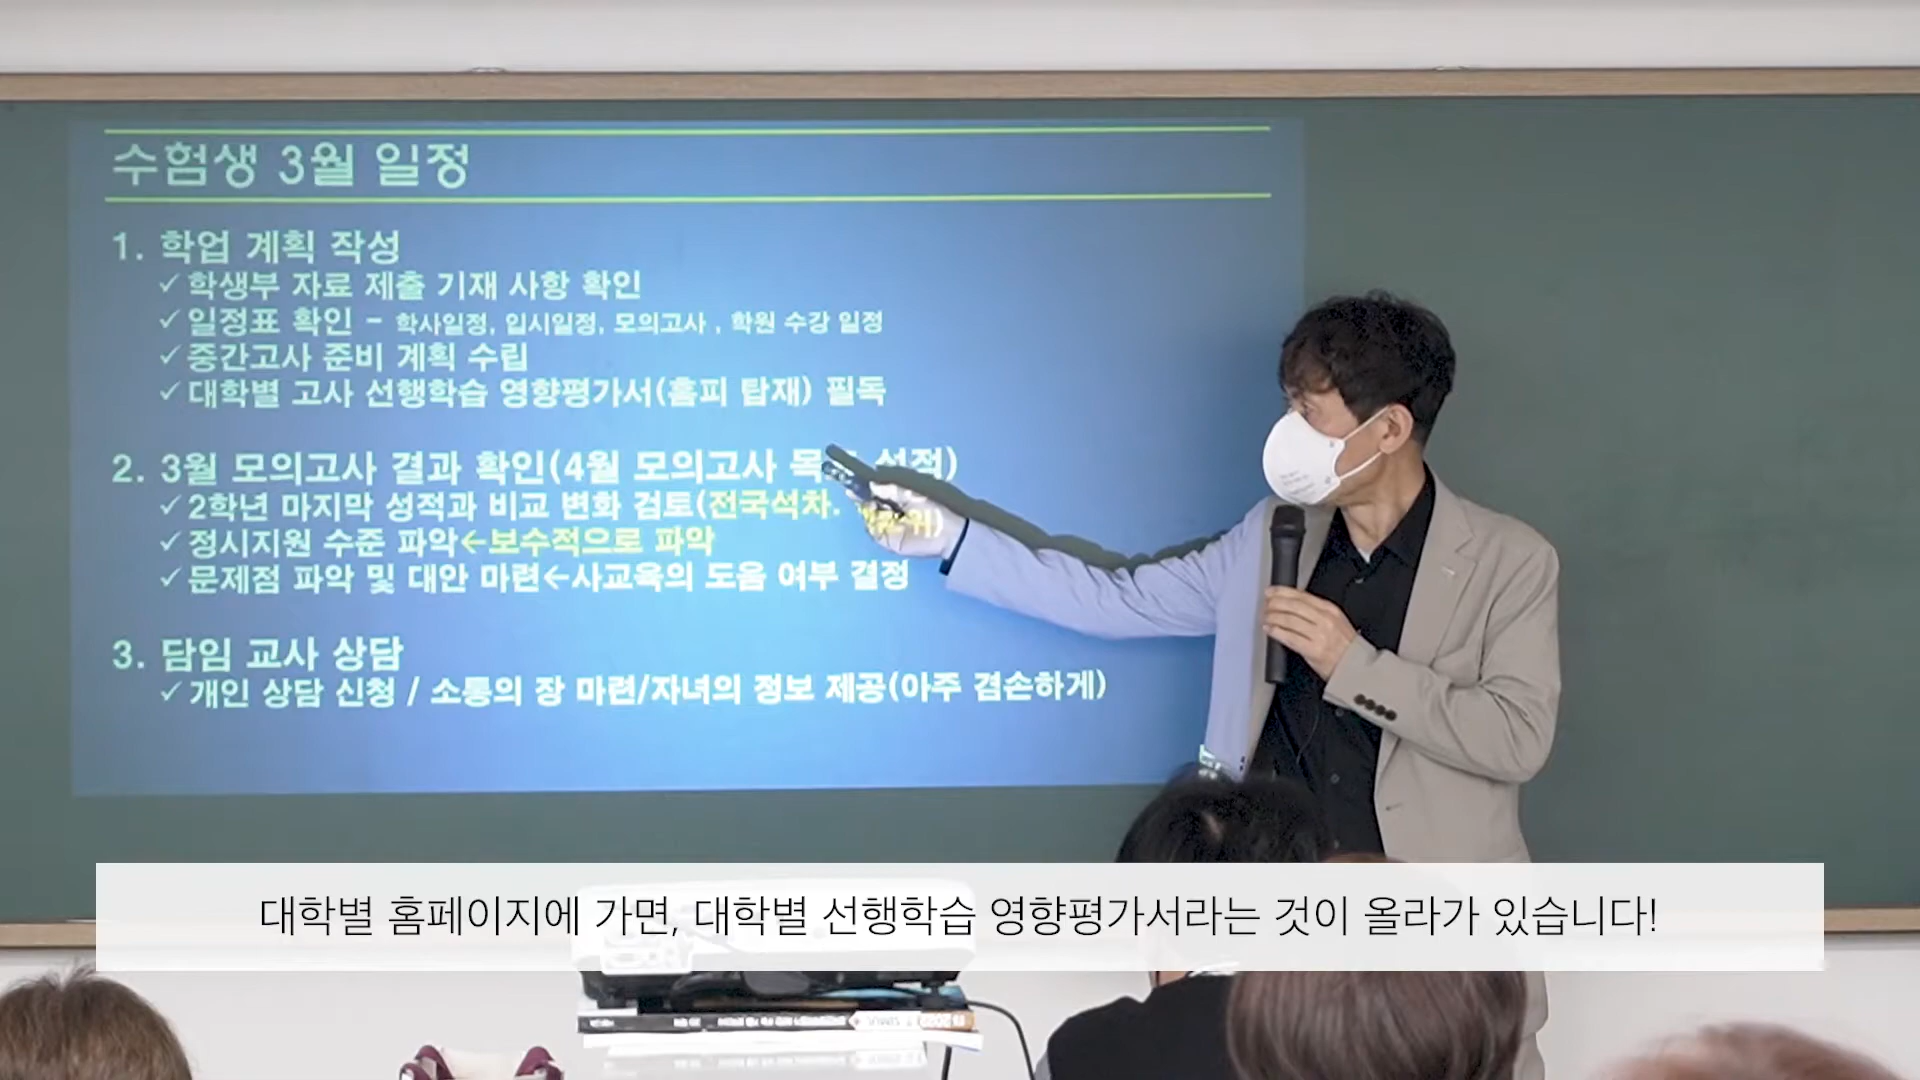 수험생 3월 일정
1. 학업 계획 작성
✓학생부 자료 제출 기재 사항 확인
✓일정표 확인 - 학사일정, 입시일정, 모의고사 , 학원 수강 일정
✓중간고사 준비 계획 수립
✓대학별 고사 선행학습 영향평가서(홈피 탑재) 필독
2. 3월 모의고사 결과 확인(4월 모의고사 성적)
✓2학년 마지막 성적과 비교 변화 검토(전국석차.
✓정시지원 수준 파악←보수적으로 파악
✓문제점 파악 및 대안 마련←사교육의 도움 여부 결정
3. 담임 교사 상담
✓개인 상담 신청 / 소통의 장 마련/자녀의 정보 제공(아주 겸손하게)
대학별 홈페이지에 가면, 대학별 선행학습 영향평가서라는 것이 올라가 있습니다!